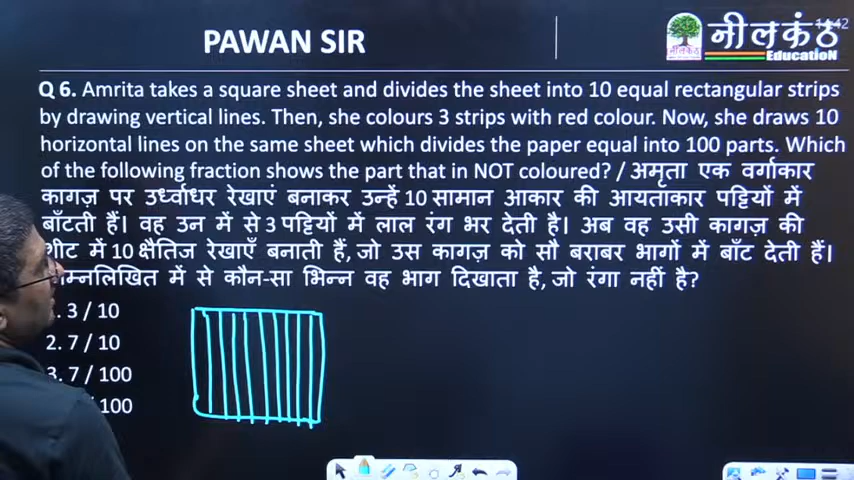 PAWAN SIR
नीलकंठ
EducatioN
Q 6. Amrita takes a square sheet and divides the sheet into 10 equal rectangular strips
by drawing vertical lines. Then, she colours 3 strips with red colour. Now, she draws 10
horizontal lines on the same sheet which divides the paper equal into 100 parts. Which
of the following fraction shows the part that in NOT coloured? / अमृता एक वर्गाकार
कागज़ पर उर्ध्वाधर रेखाएं बनाकर उन्हें 10 सामान आकार की आयताकार पट्टियों में
बाँटती हैं। वह उन में से 3 पट्टियों में लाल रंग भर देती है। अब वह उसी कागज़ की
शीट में 10 क्षैतिज रेखाएँ बनाती हैं, जो उस कागज़ को सौ बराबर भागों में बाँट देती हैं।
में से कौन-सा भिन्न वह भाग दिखाता है, जो रंगा नहीं है?
. 3 / 10
2. 7 / 10
3. 7 / 100
100